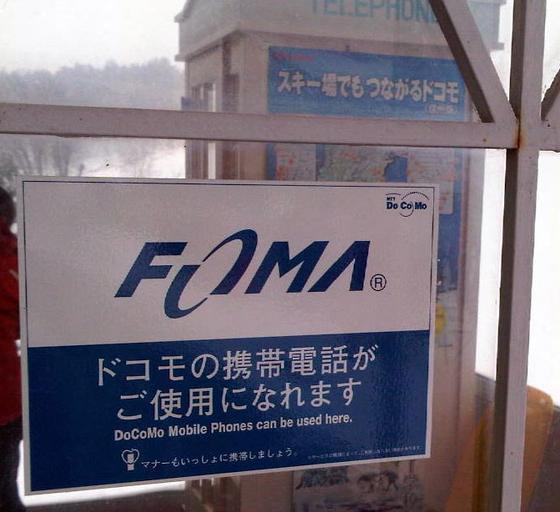 TELEPHON
スキー場でもつながるドコモ
NTT
DoCoMo
FOMA®
ドコモの携帯電話が
ご使用になれます
DoCoMo Mobile Phones can be used here.
マナーもいっしょに携帯しましょう。